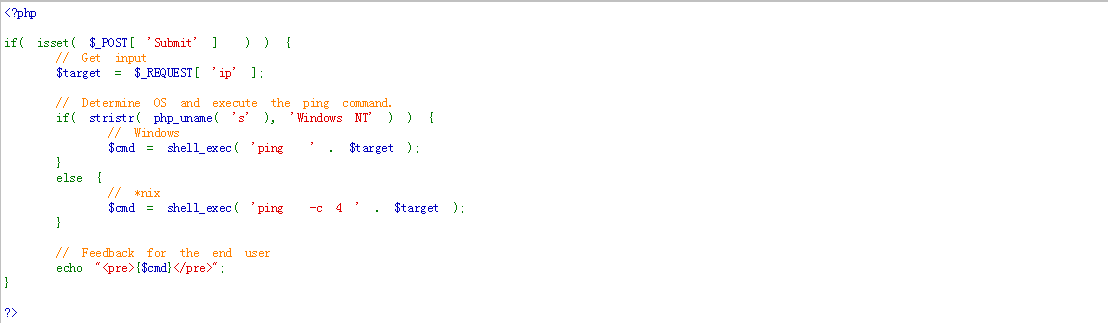 <?php
if( isset( $_POST[ 'Submit' ]  ) ) {
    // Get input
    $target = $_REQUEST[ 'ip' ];
    // Determine OS and execute the ping command.
    if( stristr( php_uname( 's' ), 'Windows NT' ) ) {
        // Windows
        $cmd = shell_exec( 'ping  ' . $target );
    }
    else {
        // *nix
        $cmd = shell_exec( 'ping  -c 4 ' . $target );
    }
    // Feedback for the end user
    echo "<pre>{$cmd}</pre>";
}
?>